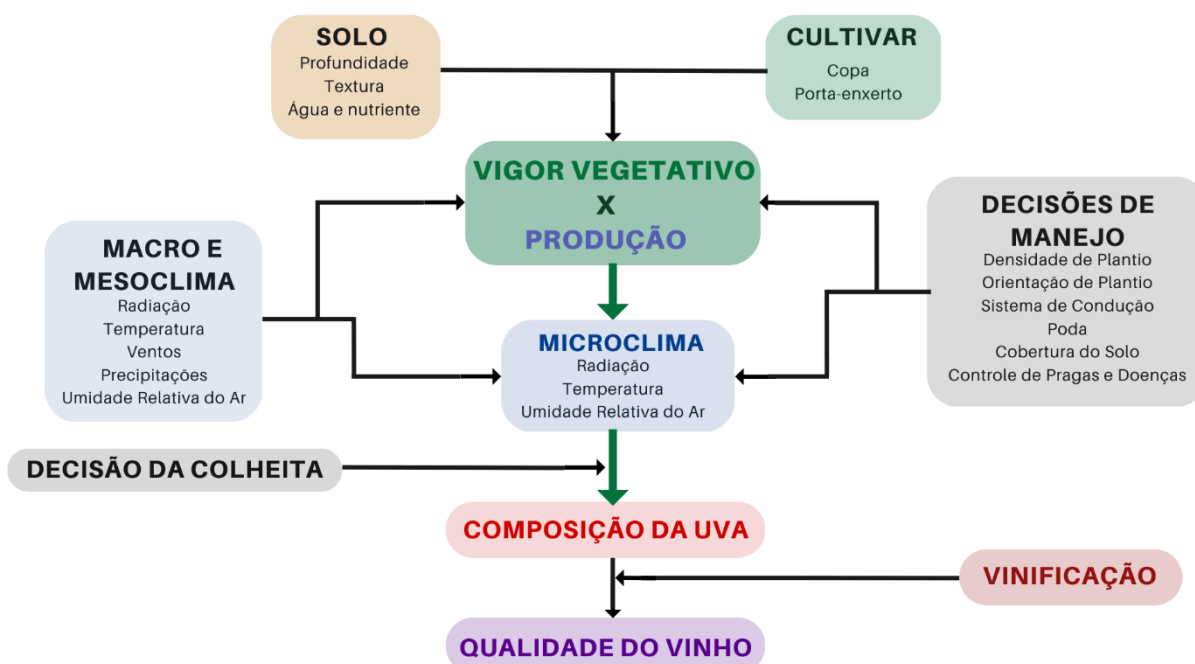 SOLO
Profundidade
Textura
Água e nutriente
CULTIVAR
Copa
Porta-enxerto
VIGOR VEGETATIVO
X
PRODUÇÃO
MACRO E
MESOCLIMA
Radiação
Temperatura
Ventos
Precipitações
Umidade Relativa do Ar
DECISÕES DE
MANEJO
Densidade de Plantio
Orientação de Plantio
Sistema de Condução
Poda
Cobertura do Solo
Controle de Pragas e Doenças
MICROCLIMA
Radiação
Temperatura
Umidade Relativa do Ar
DECISÃO DA COLHEITA
COMPOSIÇÃO DA UVA
VINIFICAÇÃO
QUALIDADE DO VINHO